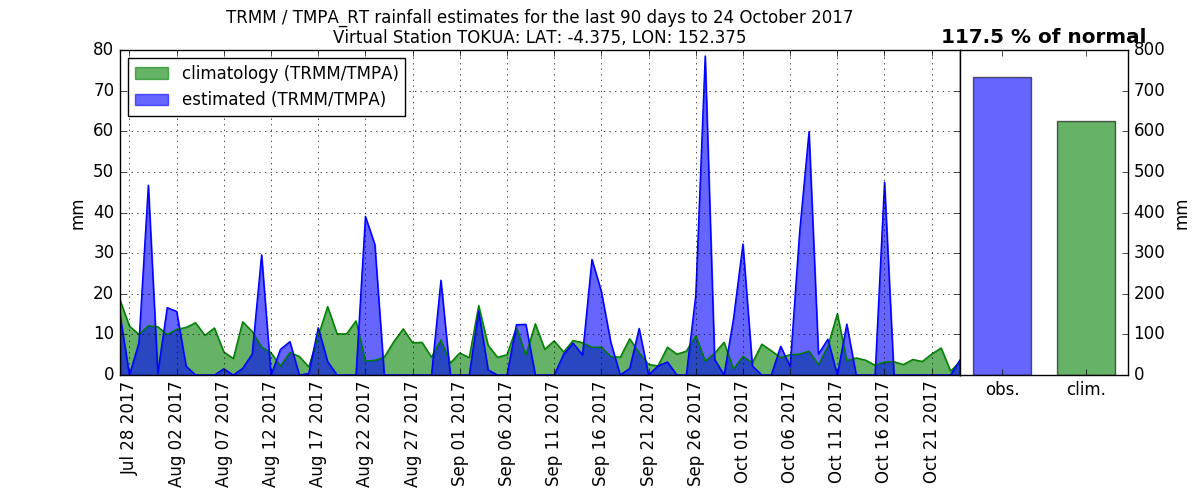 TRMM / TMPA_RT rainfall estimates for the last 90 days to 24 October 2017
Virtual Station TOKUA: LAT: -4.375, LON: 152.375
117.5 % of normal
climatology (TRMM/TMPA)
estimated (TRMM/TMPA)
mm
80
70
60
50
40
30
20
10
0
Jul 28 2017
Aug 02 2017
Aug 07 2017
Aug 12 2017
Aug 17 2017
Aug 22 2017
Aug 27 2017
Sep 01 2017
Sep 06 2017
Sep 11 2017
Sep 16 2017
Sep 21 2017
Sep 26 2017
Oct 01 2017
Oct 06 2017
Oct 11 2017
Oct 16 2017
Oct 21 2017
800
700
600
500
400
300
200
100
0
mm
obs.
clim.